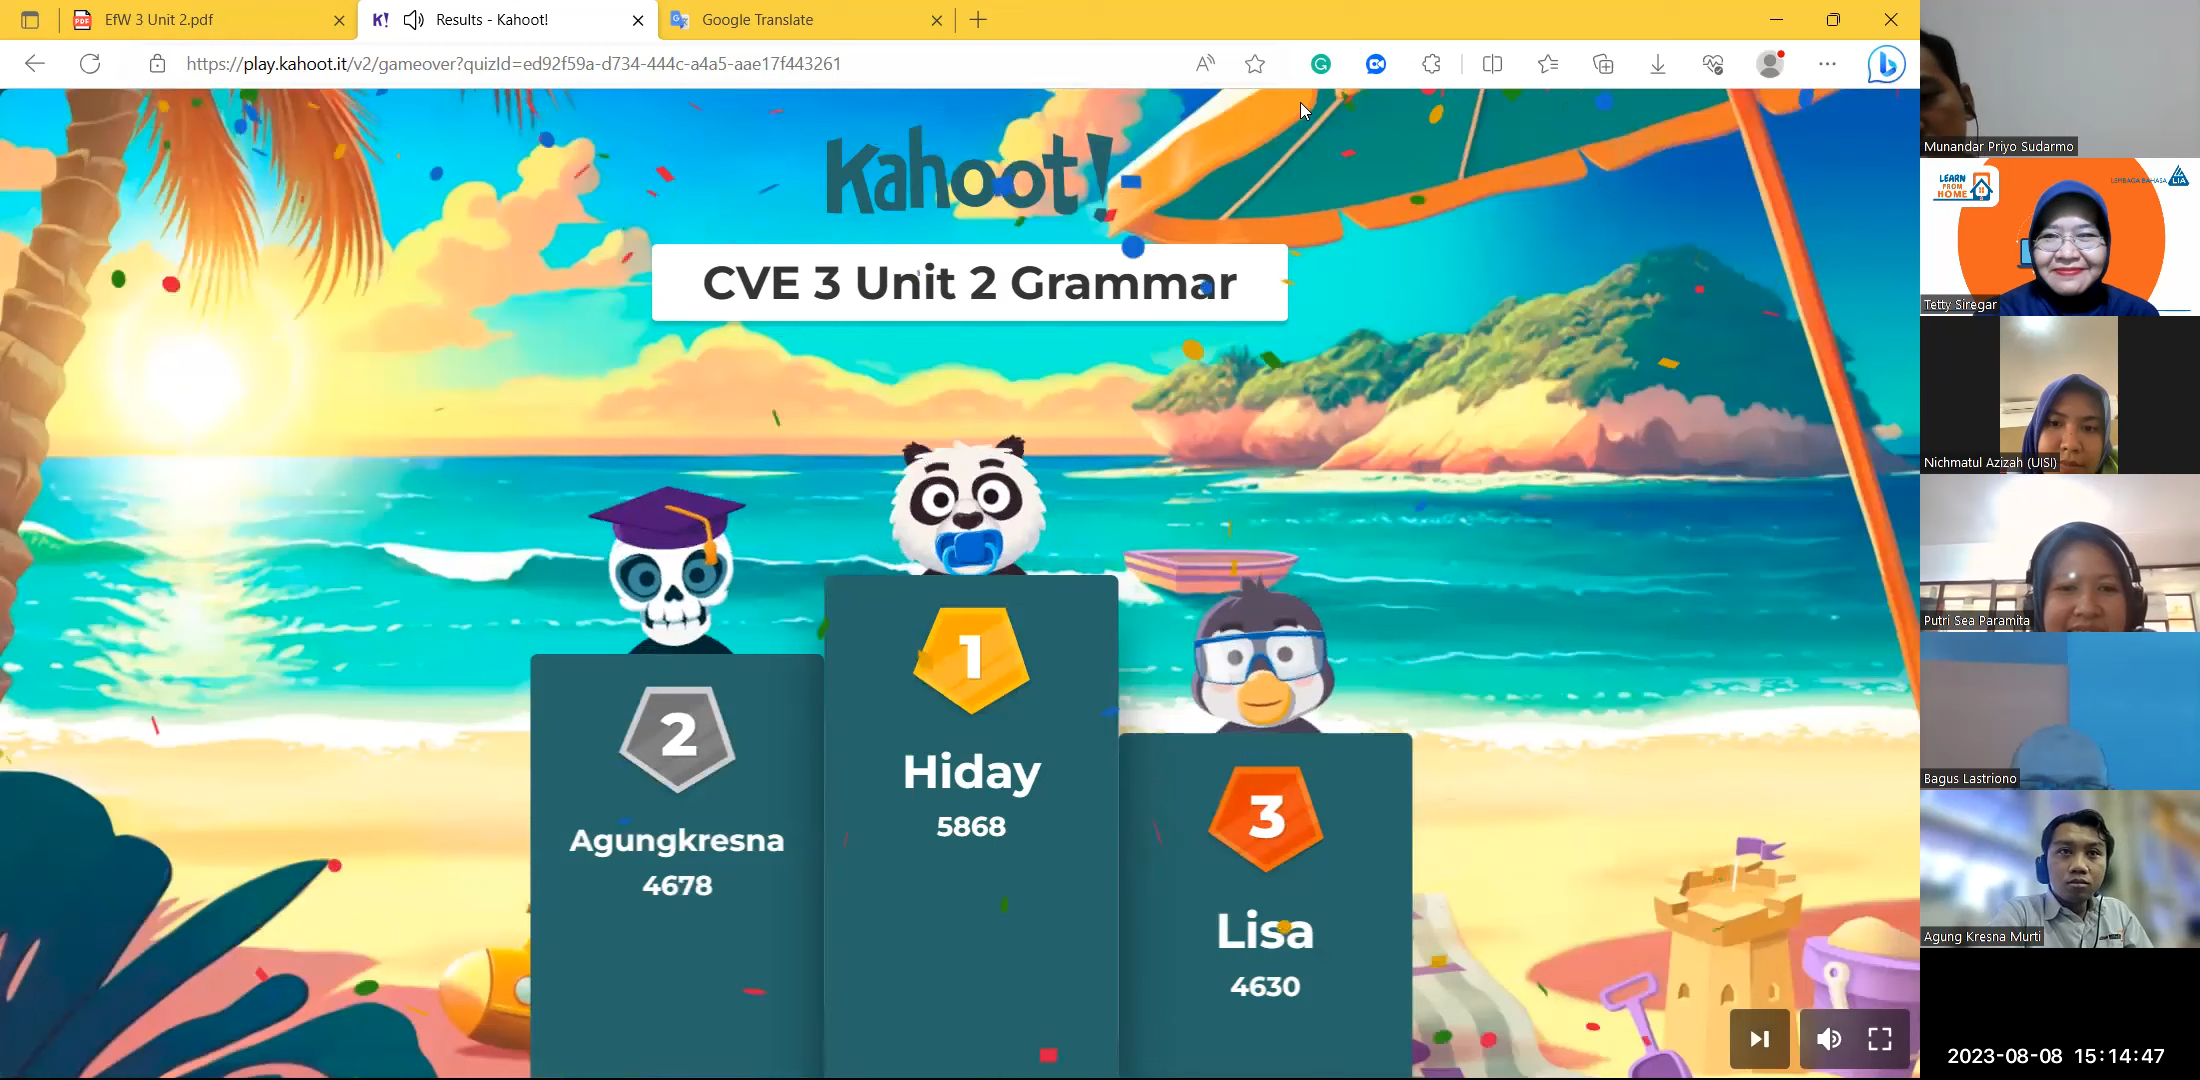 EfW 3 Unit 2.pdf
K! Results - Kahoot!
Google Translate
https://play.kahoot.it/v2/gameover?quizId=ed92f59a-d734-444c-a4a5-aae17f443261
Kahoot!
CVE 3 Unit 2 Grammar
1
Hiday
5868
2
Agungkresna
4678
3
Lisa
4630
Munandar Priyo Sudarmo
LEARN
FROM
HOME
LEMBAGA BAHASA LIA
Tetty Siregar
Nichmatul Azizah (UISI)
Putri Sea Paramita
Bagus Lastriono
Agung Kresna Murti
2023-08-08 15:14:47